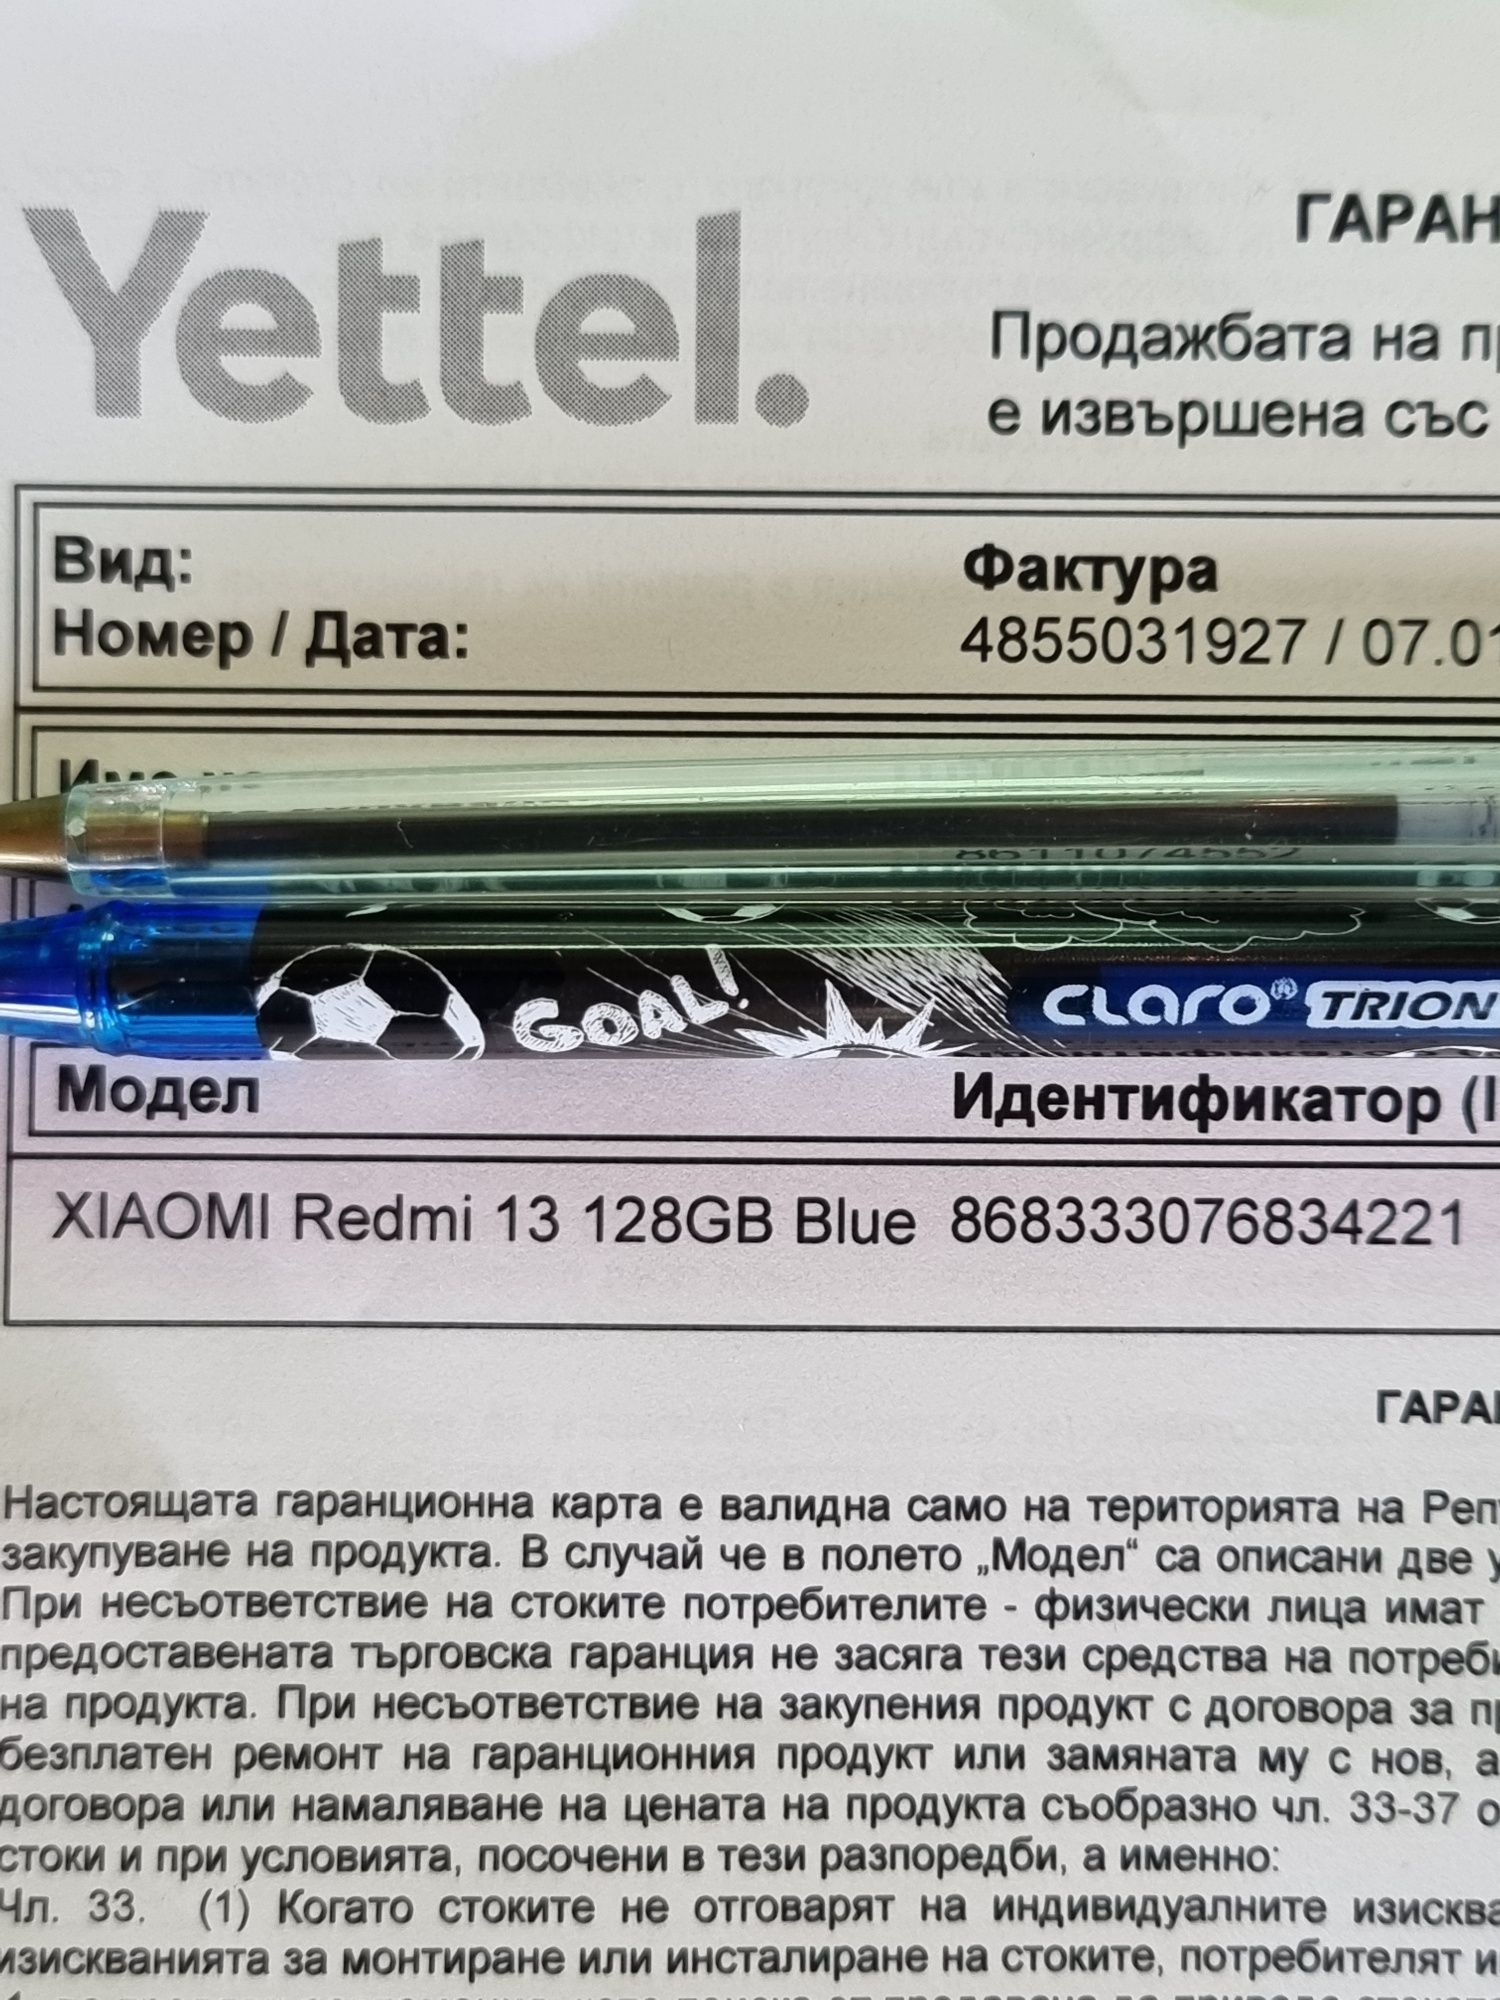 Yettel.
ГАРАН
Продажбата на пр
е извършена със
Вид: Фактура
Номер / Дата: 4855031927 / 07.01
GOAL!
CLARO TRION
Модел Идентификатор (I
XIAOMI Redmi 13 128GB Blue 868333076834221
ГАРАН
Настоящата гаранционна карта е валидна само на територията на Реп
закупуване на продукта. В случай че в полето „Модел“ са описани две у
При несъответствие на стоките потребителите - физически лица имат
предоставената търговска гаранция не засяга тези средства на потреби
на продукта. При несъответствие на закупения продукт с договора за пр
безплатен ремонт на гаранционния продукт или замяната му с нов, а
договора или намаляване на цената на продукта съобразно чл. 33-37 о
стоки и при условията, посочени в тези разпоредби, а именно:
Чл. 33. (1) Когато стоките не отговарят на индивидуалните изисква
изискванията за монтиране или инсталиране на стоките, потребителят и